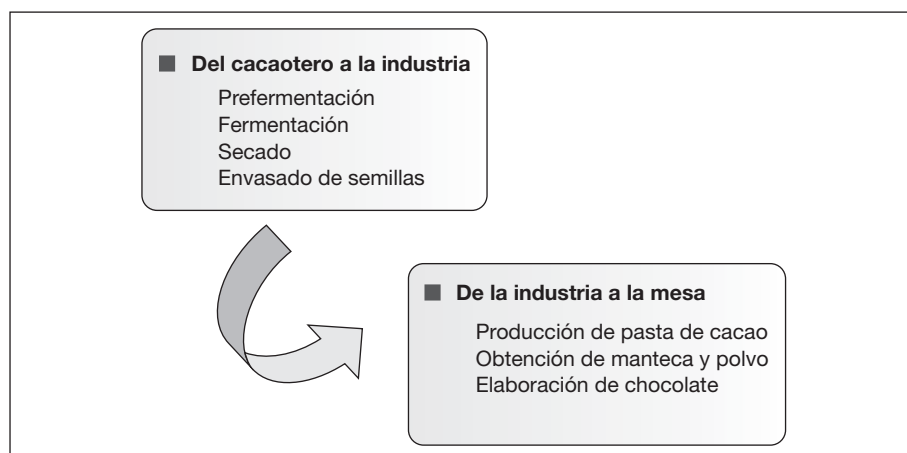 ■ Del cacaotero a la industria
Prefermentación
Fermentación
Secado
Envasado de semillas
■ De la industria a la mesa
Producción de pasta de cacao
Obtención de manteca y polvo
Elaboración de chocolate